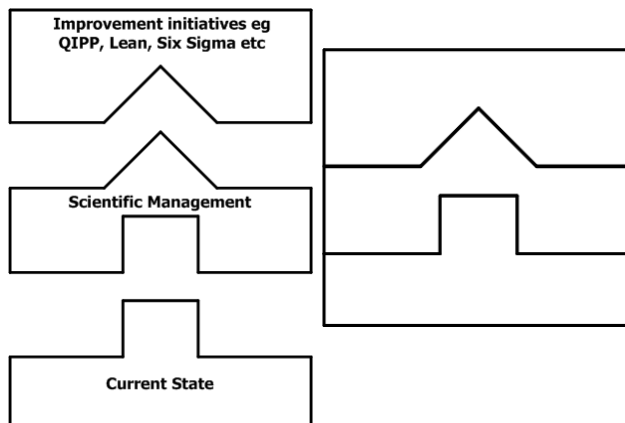 Improvement initiatives eg
QIPP, Lean, Six Sigma etc
Scientific Management
Current State